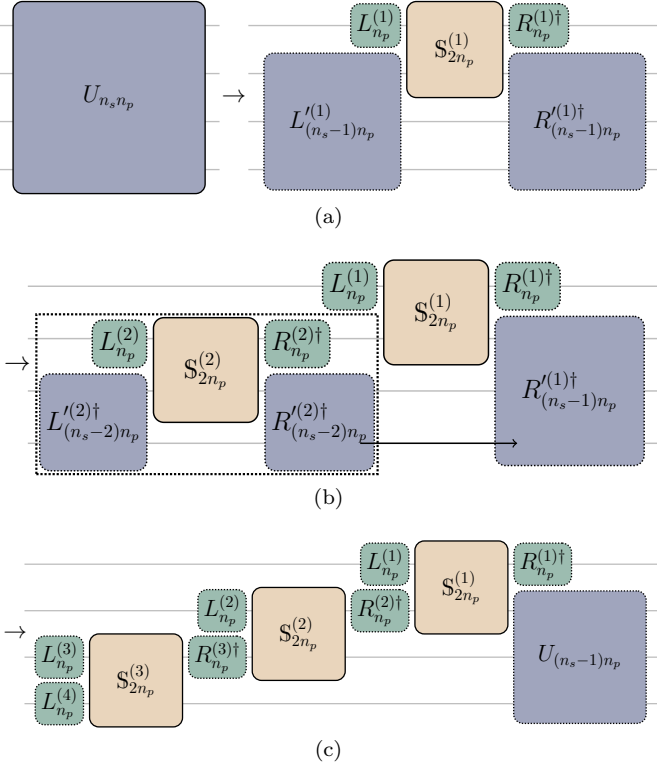 U_{n_s n_p}
→
L_{n_p}^{(1)}
𝕊_{2n_p}^{(1)}
R_{n_p}^{(1)†}
L'^{(1)}_{(n_s−1)n_p}
R'^{(1)†}_{(n_s−1)n_p}
(a)
L_{n_p}^{(1)}
𝕊_{2n_p}^{(1)}
R_{n_p}^{(1)†}
→
L_{n_p}^{(2)}
𝕊_{2n_p}^{(2)}
R_{n_p}^{(2)†}
L'^{(2)†}_{(n_s−2)n_p}
R'^{(2)†}_{(n_s−2)n_p}
R'^{(1)†}_{(n_s−1)n_p}
(b)
L_{n_p}^{(1)}
𝕊_{2n_p}^{(1)}
R_{n_p}^{(1)†}
→
L_{n_p}^{(2)}
𝕊_{2n_p}^{(2)}
R_{n_p}^{(2)†}
L_{n_p}^{(3)}
𝕊_{2n_p}^{(3)}
R_{n_p}^{(3)†}
L_{n_p}^{(4)}
U_{(n_s−1)n_p}
(c)